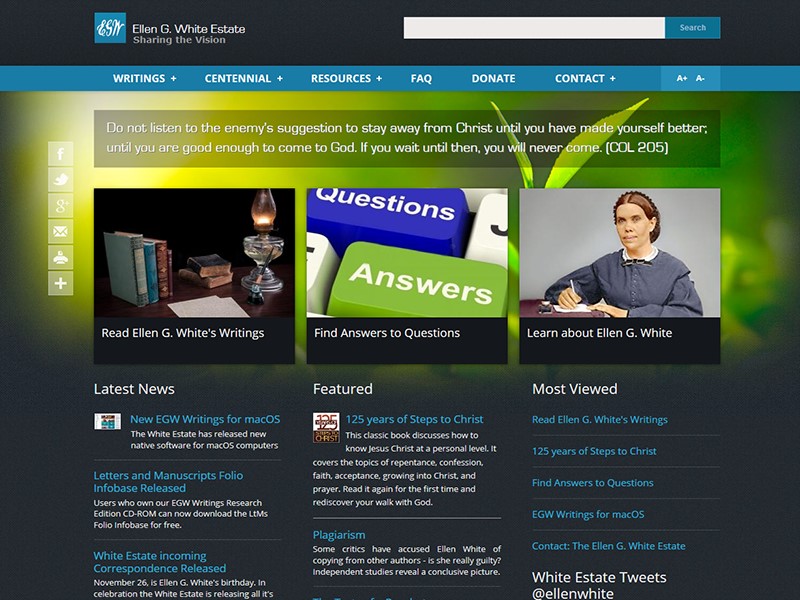 EGW
Ellen G. White Estate
Sharing the Vision
Search
WRITINGS +
CENTENNIAL +
RESOURCES +
FAQ
DONATE
CONTACT +
A+ A-
Do not listen to the enemy's suggestion to stay away from Christ until you have made yourself better;
until you are good enough to come to God. If you wait until then, you will never come. (COL 205)
Questions
Answers
Read Ellen G. White's Writings
Find Answers to Questions
Learn about Ellen G. White
Latest News
New EGW Writings for macOS
The White Estate has released new
native software for macOS computers
Letters and Manuscripts Folio
Infobase Released
Users who own our EGW Writings Research
Edition CD-ROM can now download the LtMs
Folio Infobase for free.
White Estate incoming
Correspondence Released
November 26, is Ellen G. White's birthday. In
celebration the White Estate is releasing all it's
Featured
125
STEPS TO
CHRIST
125 years of Steps to Christ
This classic book discusses how to
know Jesus Christ at a personal level. It
covers the topics of repentance, confession,
faith, acceptance, growing into Christ, and
prayer. Read it again for the first time and
rediscover your walk with God.
Plagiarism
Some critics have accused Ellen White of
copying from other authors - is she really guilty?
Independent studies reveal a conclusive picture.
Most Viewed
Read Ellen G. White's Writings
125 years of Steps to Christ
Find Answers to Questions
EGW Writings for macOS
Contact: The Ellen G. White Estate
White Estate Tweets
@ellenwhite